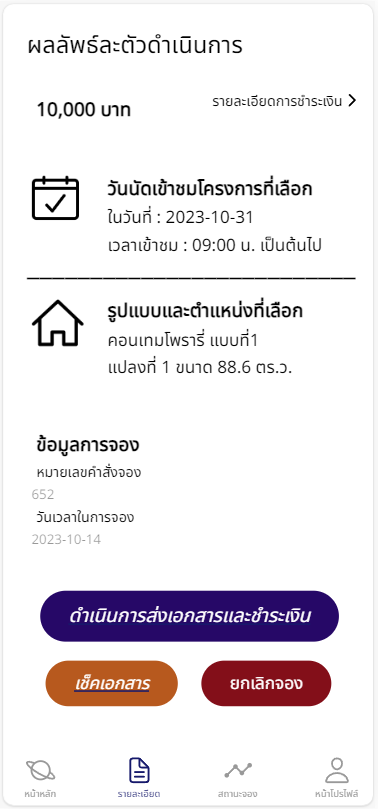 ผลลัพธ์ละตัวดำเนินการ
10,000 บาท
รายละเอียดการชำระเงิน
วันนัดเข้าชมโครงการที่เลือก
ในวันที่ : 2023-10-31
เวลาเข้าชม : 09:00 น. เป็นต้นไป
รูปแบบและตำแหน่งที่เลือก
คอนเทมโพรารี่ แบบที่1
แปลงที่ 1 ขนาด 88.6 ตร.ว.
ข้อมูลการจอง
หมายเลขคำสั่งจอง
652
วันเวลาในการจอง
2023-10-14
ดำเนินการส่งเอกสารและชำระเงิน
เช็คเอกสาร
ยกเลิกจอง
หน้าหลัก
รายละเอียด
สถานะจอง
หน้าโปรไฟล์